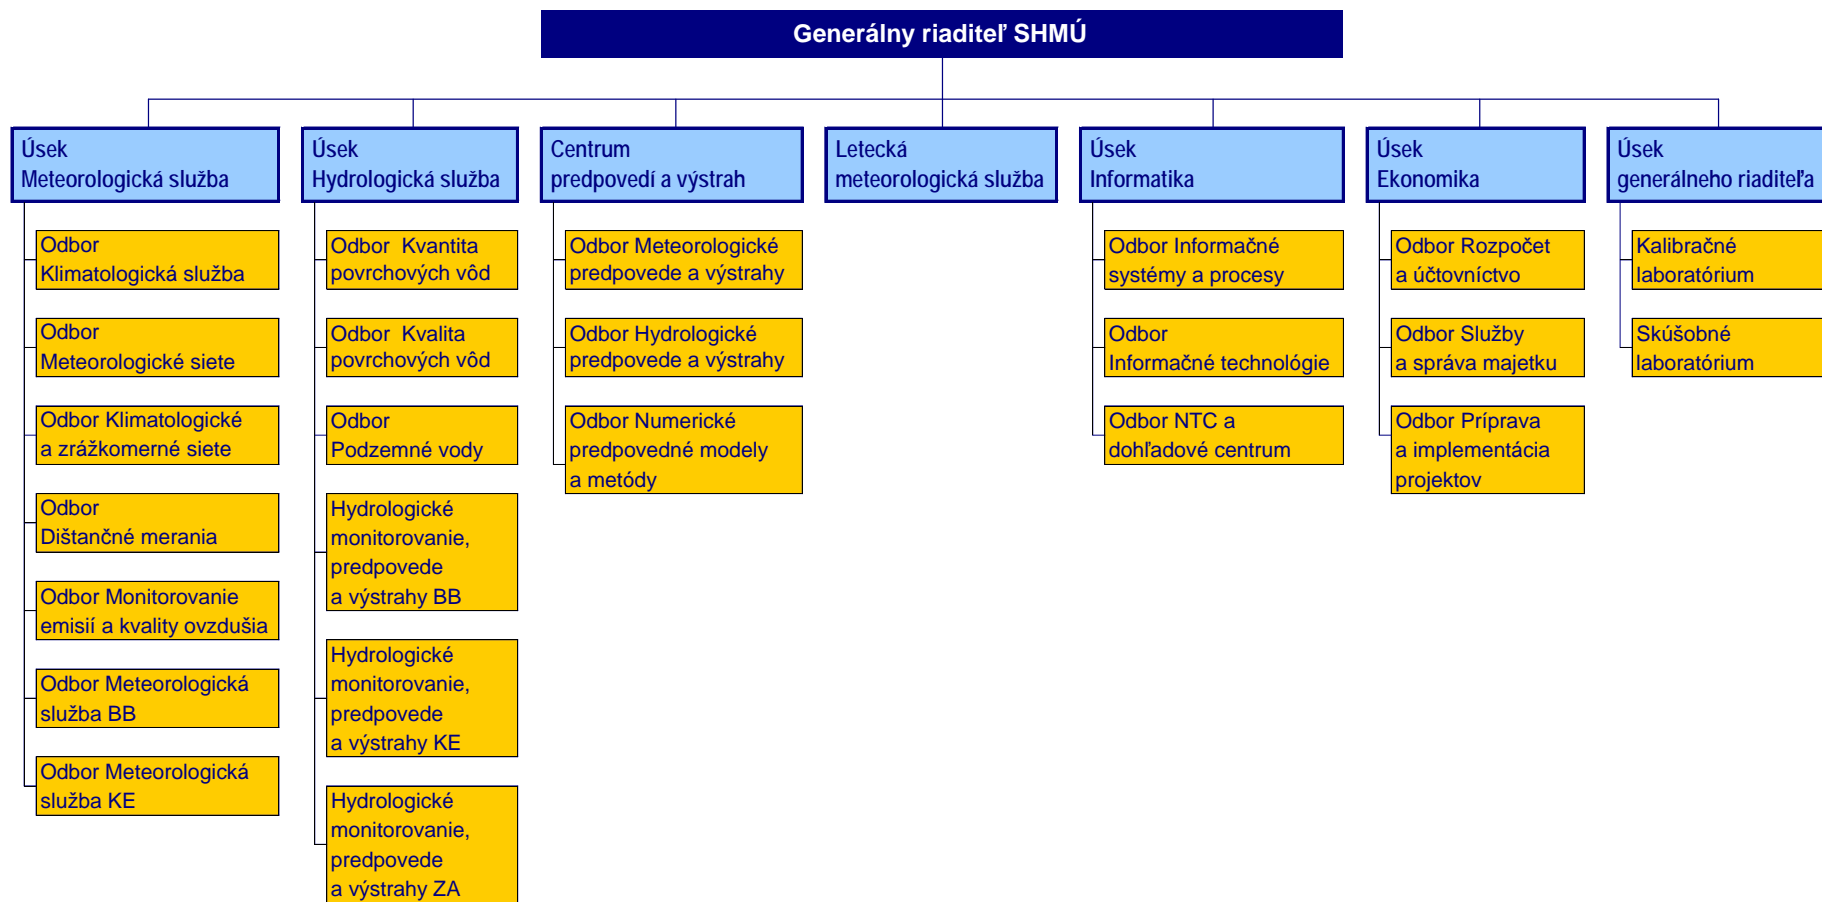 Generálny riaditeľ SHMÚ
Úsek
Meteorologická služba
Odbor
Klimatologická služba
Odbor
Meteorologické siete
Odbor Klimatologické
a zrážkomerné siete
Odbor
Dištančné merania
Odbor Monitorovanie
emisií a kvality ovzdušia
Odbor Meteorologická
služba BB
Odbor Meteorologická
služba KE
Úsek
Hydrologická služba
Odbor  Kvantita
povrchových vôd
Odbor  Kvalita
povrchových vôd
Odbor
Podzemné vody
Hydrologické
monitorovanie,
predpovede
a výstrahy BB
Hydrologické
monitorovanie,
predpovede
a výstrahy KE
Hydrologické
monitorovanie,
predpovede
a výstrahy ZA
Centrum
predpovedí a výstrah
Odbor Meteorologické
predpovede a výstrahy
Odbor Hydrologické
predpovede a výstrahy
Odbor Numerické
predpovedné modely
a metódy
Letecká
meteorologická služba
Úsek
Informatika
Odbor Informačné
systémy a procesy
Odbor
Informačné technológie
Odbor NTC a
dohľadové centrum
Úsek
Ekonomika
Odbor Rozpočet
a účtovníctvo
Odbor Služby
a správa majetku
Odbor Príprava
a implementácia
projektov
Úsek
generálneho riaditeľa
Kalibračné
laboratórium
Skúšobné
laboratórium